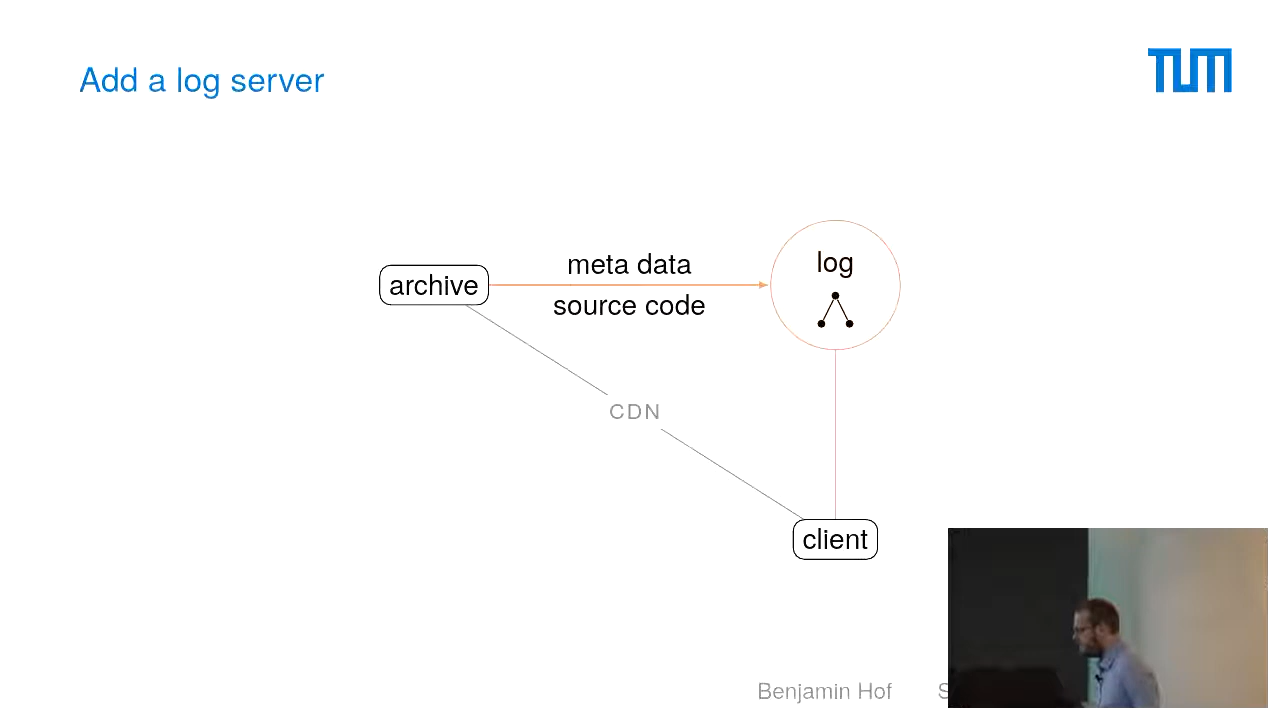 Add a log server
TUM
archive
meta data
source code
log
CDN
client
Benjamin Hof